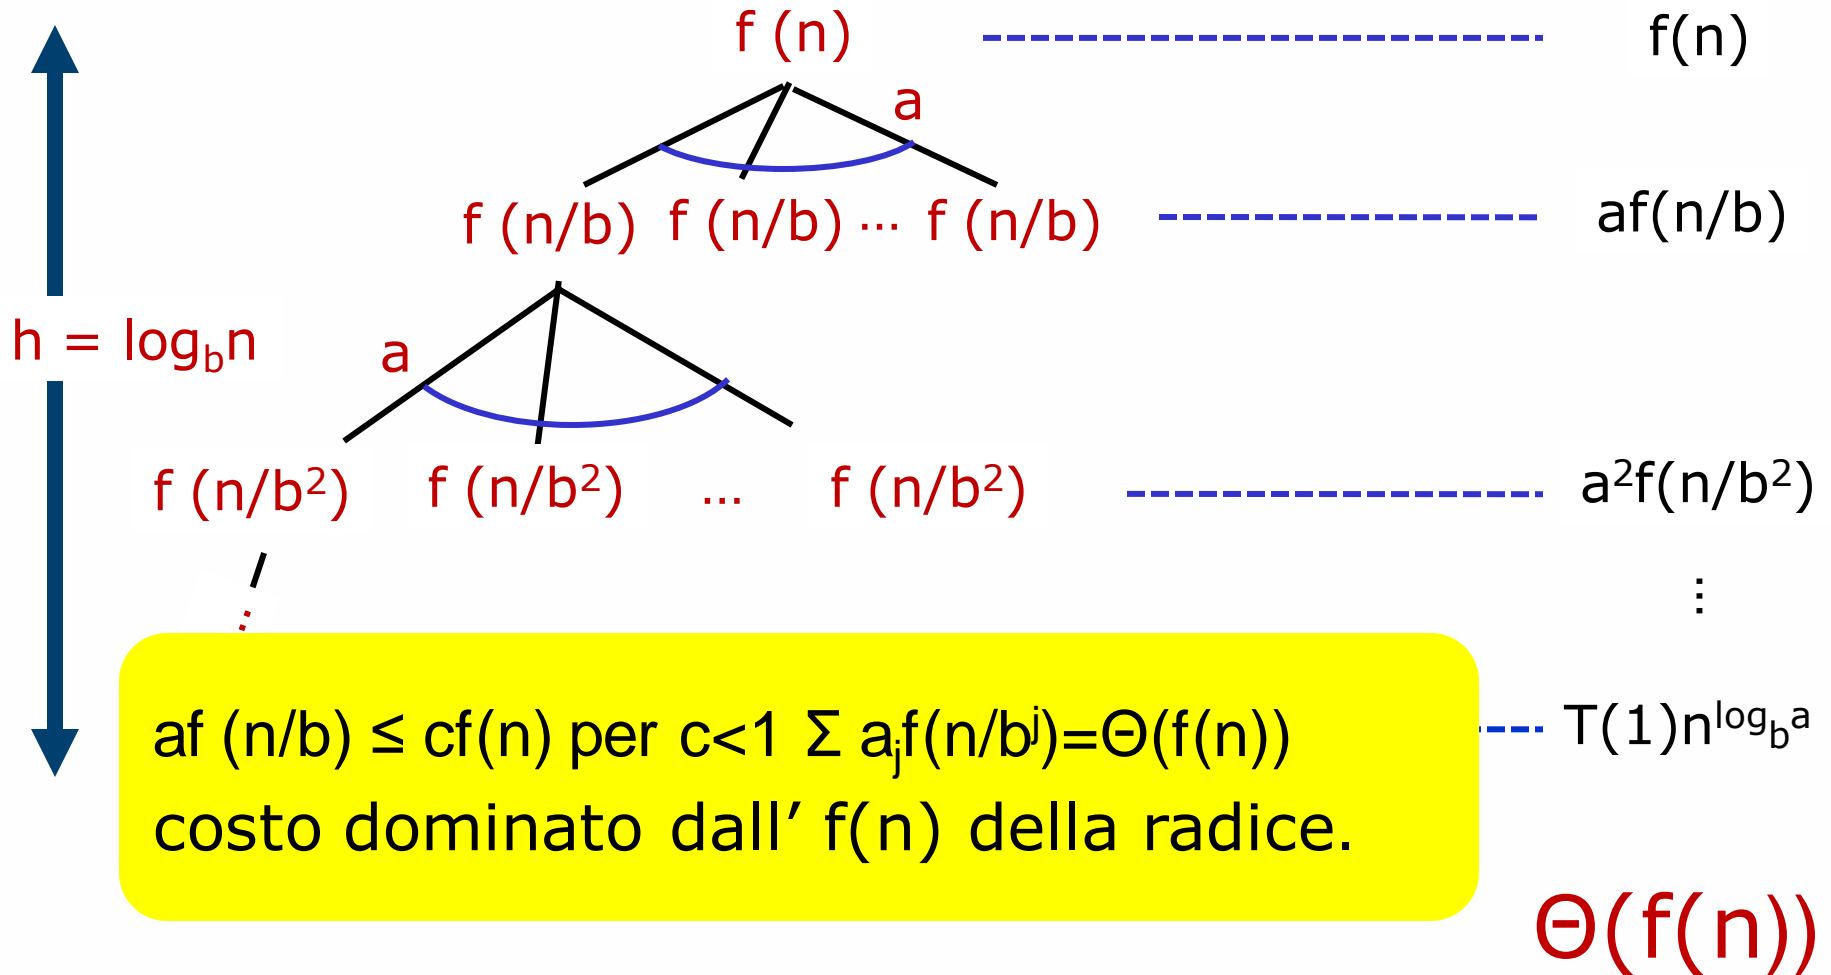 f (n) f(n)
a
f (n/b) f (n/b) ... f (n/b) af(n/b)
h = log_b n
a
f (n/b²) f (n/b²) ... f (n/b²) a²f(n/b²)
⋮
af (n/b) ≤ cf(n) per c<1 Σ a_j f(n/b^j)=Θ(f(n)) T(1)n^{log_b a}
costo dominato dall’ f(n) della radice.
Θ(f(n))